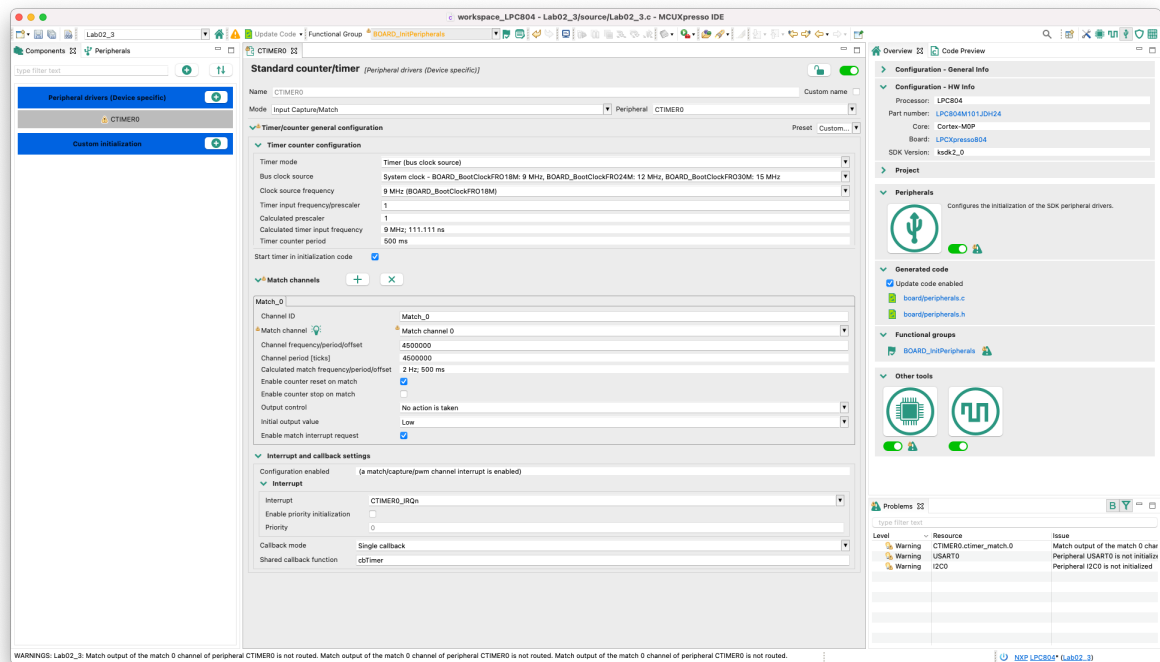 workspace_LPC804 - Lab02_3/source/Lab02_3.c - MCUXpresso IDE
Lab02_3
Update Code
Functional Group
BOARD_InitPeripherals
Components
Peripherals
type filter text
Peripheral drivers (Device specific)
CTIMER0
Custom initialization
CTIMER0
Standard counter/timer [Peripheral drivers (Device specific)]
Name CTIMER0 Custom name
Mode Input Capture/Match Peripheral CTIMER0
Timer/counter general configuration Preset Custom...
Timer counter configuration
Timer mode Timer (bus clock source)
Bus clock source System clock - BOARD_BootClockFRO18M: 9 MHz, BOARD_BootClockFRO24M: 12 MHz, BOARD_BootClockFRO30M: 15 MHz
Clock source frequency 9 MHz (BOARD_BootClockFRO18M)
Timer input frequency/prescaler 1
Calculated prescaler 1
Calculated timer input frequency 9 MHz; 111.111 ns
Timer counter period 500 ms
Start timer in initialization code
Match channels
Match_0
Channel ID Match_0
Match channel Match channel 0
Channel frequency/period/offset 4500000
Channel period [ticks] 4500000
Calculated match frequency/period/offset 2 Hz; 500 ms
Enable counter reset on match
Enable counter stop on match
Output control No action is taken
Initial output value Low
Enable match interrupt request
Interrupt and callback settings
Configuration enabled (a match/capture/pwm channel interrupt is enabled)
Interrupt
Interrupt CTIMER0_IRQn
Enable priority initialization
Priority 0
Callback mode Single callback
Shared callback function cbTimer
Overview
Code Preview
Configuration - General Info
Configuration - HW Info
Processor: LPC804
Part number: LPC804M101JDH24
Core: Cortex-M0P
Board: LPCXpresso804
SDK Version: ksdk2_0
Project
Peripherals
Configures the initialization of the SDK peripheral drivers.
Generated code
Update code enabled
board/peripherals.c
board/peripherals.h
Functional groups
BOARD_InitPeripherals
Other tools
Problems
B
type filter text
Level Resource Issue
Warning CTIMER0.ctimer_match.0 Match output of the match 0 char
Warning USART0 Peripheral USART0 is not initialize
Warning I2C0 Peripheral I2C0 is not initialized
WARNINGS: Lab02_3: Match output of the match 0 channel of peripheral CTIMER0 is not routed. Match output of the match 0 channel of peripheral CTIMER0 is not routed. Match output of the match 0 channel of peripheral CTIMER0 is not routed.
NXP LPC804* (Lab02_3)